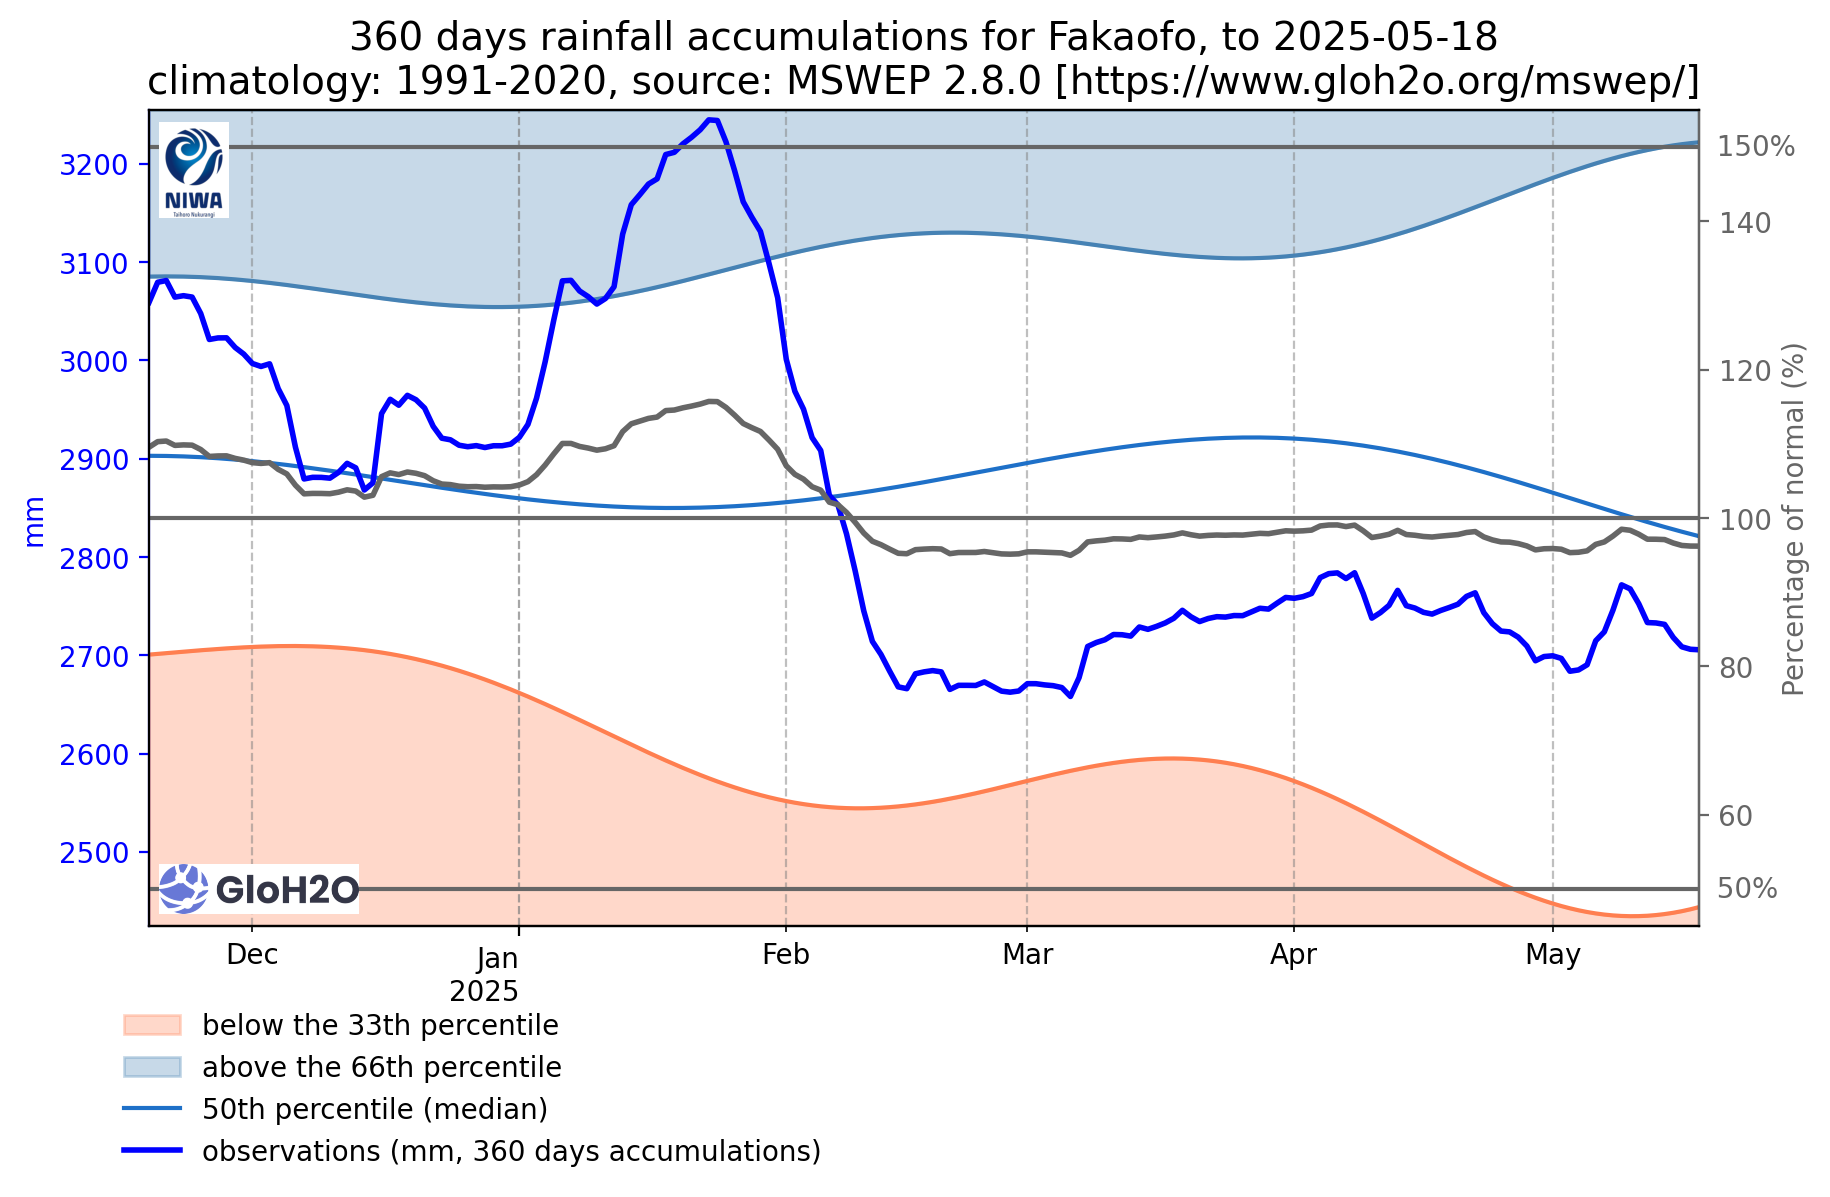 360 days rainfall accumulations for Fakaofo, to 2025-05-18
climatology: 1991-2020, source: MSWEP 2.8.0 [https://www.gloh2o.org/mswep/]
NIWA
Taihoro Nukurangi
3200
3100
3000
2900
2800
2700
2600
2500
mm
150%
140
120
100
80
60
50%
Percentage of normal (%)
GloH2O
Dec
Jan
2025
Feb
Mar
Apr
May
below the 33th percentile
above the 66th percentile
50th percentile (median)
observations (mm, 360 days accumulations)